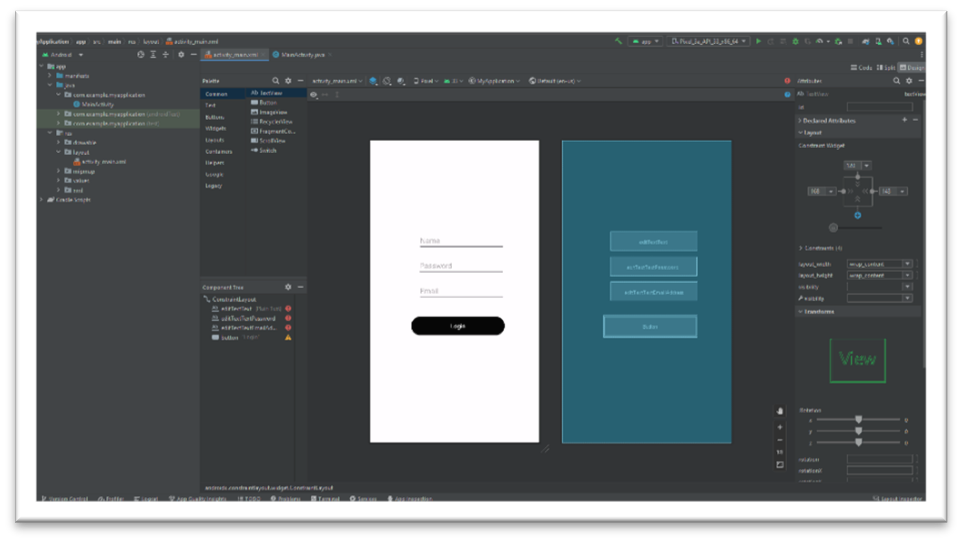 MyApplication app src main res layout activity_main.xml
app
Pixel_3a_API_33_x86_64
Android
activity_main.xml
MainActivity.java
Code Split Design
app
manifests
java
com.example.myapplication
MainActivity
com.example.myapplication (androidTest)
com.example.myapplication (test)
res
drawable
layout
activity_main.xml
mipmap
values
xml
Gradle Scripts
Palette
Common
Text
Buttons
Widgets
Layouts
Containers
Helpers
Google
Legacy
Ab TextView
Button
ImageView
RecyclerView
ScrollView
Switch
activity_main.xml
Pixel
MyApplication
Default (en-us)
Name
Password
Email
Login
editTextText
editTextTextPassword
editTextTextEmailAddress
Button
Component Tree
ConstraintLayout
editTextText
editTextTextPassword
button "Login"
androidx.constraintlayout.widget.ConstraintLayout
Attributes
Ab TextView
TextView
id
Declared Attributes
Layout
Constraint Widget
Constraints
layout_width wrap_content
layout_height wrap_content
visibility
visibility
Transforms
View
Rotation
x 0
y 0
z 0
rotation
rotationX
Version Control Profiler Logcat App Quality Insights TODO Problems Terminal Services App Inspection
Layout Inspector